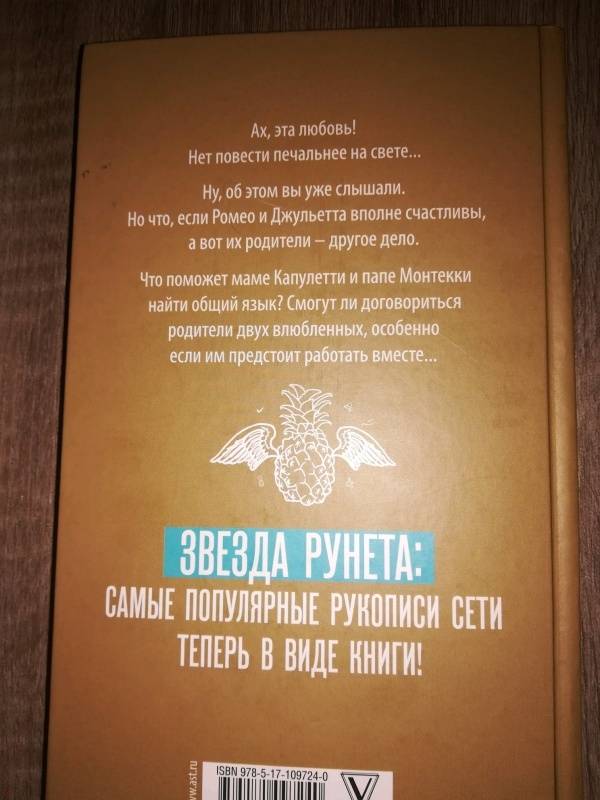 Ах, эта любовь!
Нет повести печальнее на свете...
Ну, об этом вы уже слышали.
Но что, если Ромео и Джульетта вполне счастливы,
а вот их родители – другое дело.
Что поможет маме Капулетти и папе Монтекки
найти общий язык? Смогут ли договориться
родители двух влюбленных, особенно
если им предстоит работать вместе...
ЗВЕЗДА РУНЕТА:
САМЫЕ ПОПУЛЯРНЫЕ РУКОПИСИ СЕТИ
ТЕПЕРЬ В ВИДЕ КНИГИ!
ISBN 978-5-17-109724-0
www.ast.ru